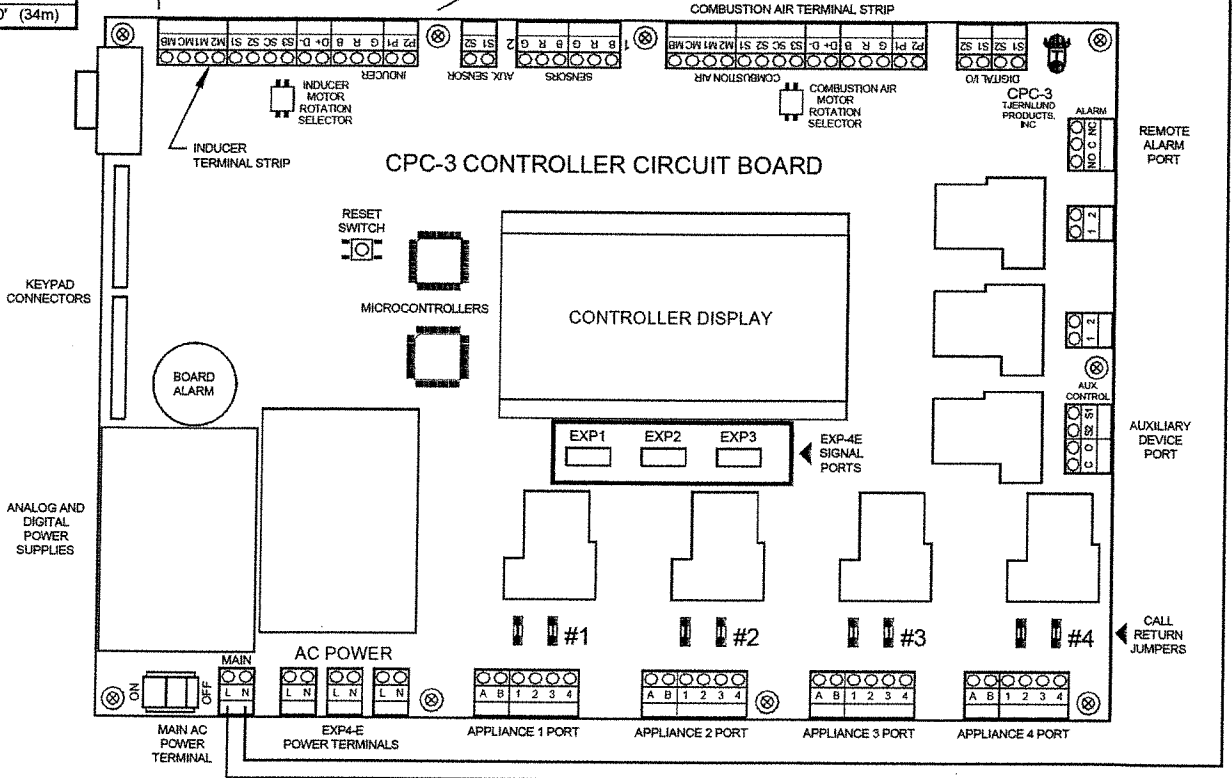 0' (34m)
COMBUSTION AIR TERMINAL STRIP
MB MC M1 M2 S1 S2 SC S3 D- D+ B R G P1 P2
INDUCER
S2 S1
AUX. SENSOR
2 G R B G R B 1
SENSORS
MB MC M1 M2 S1 S2 SC S3 D- D+ B R G P1 P2
COMBUSTION AIR
S2 S1 S2 S1
DIGITAL I/O
INDUCER
MOTOR
ROTATION
SELECTOR
COMBUSTION AIR
MOTOR
ROTATION
SELECTOR
CPC-3
TJERNLUND
PRODUCTS,
INC
ALARM
NO C NC
REMOTE
ALARM
PORT
INDUCER
TERMINAL STRIP
CPC-3 CONTROLLER CIRCUIT BOARD
1 2
RESET
SWITCH
KEYPAD
CONNECTORS
MICROCONTROLLERS
CONTROLLER DISPLAY
1 2
BOARD
ALARM
AUX.
CONTROL
C O S2 S1
AUXILIARY
DEVICE
PORT
EXP1 EXP2 EXP3
EXP-4E
SIGNAL
PORTS
ANALOG AND
DIGITAL
POWER
SUPPLIES
#1 #2 #3 #4
CALL
RETURN
JUMPERS
MAIN
AC POWER
ON OFF
L N L N L N L N
A B 1 2 3 4
A B 1 2 3 4
A B 1 2 3 4
A B 1 2 3 4
MAIN AC
POWER
TERMINAL
EXP4-E
POWER TERMINALS
APPLIANCE 1 PORT
APPLIANCE 2 PORT
APPLIANCE 3 PORT
APPLIANCE 4 PORT